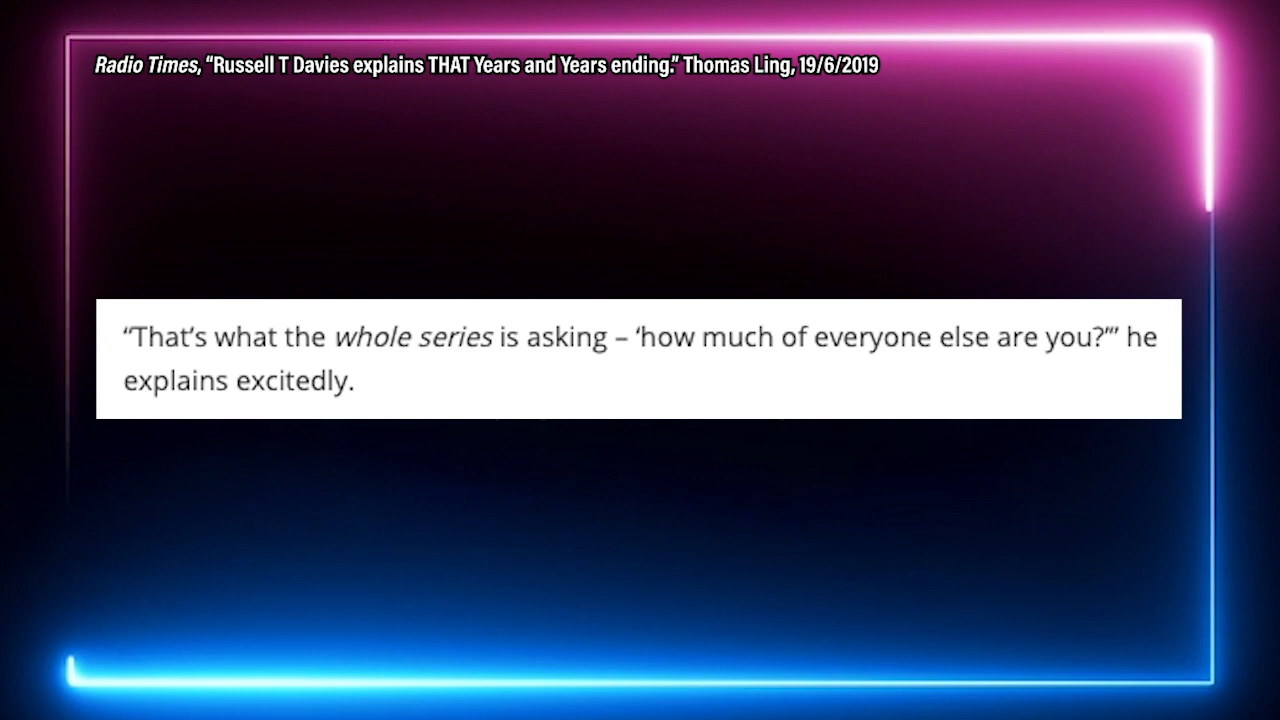 Radio Times, “Russell T Davies explains THAT Years and Years ending.” Thomas Ling, 19/6/2019
“That’s what the whole series is asking – ‘how much of everyone else are you?’” he
explains excitedly.